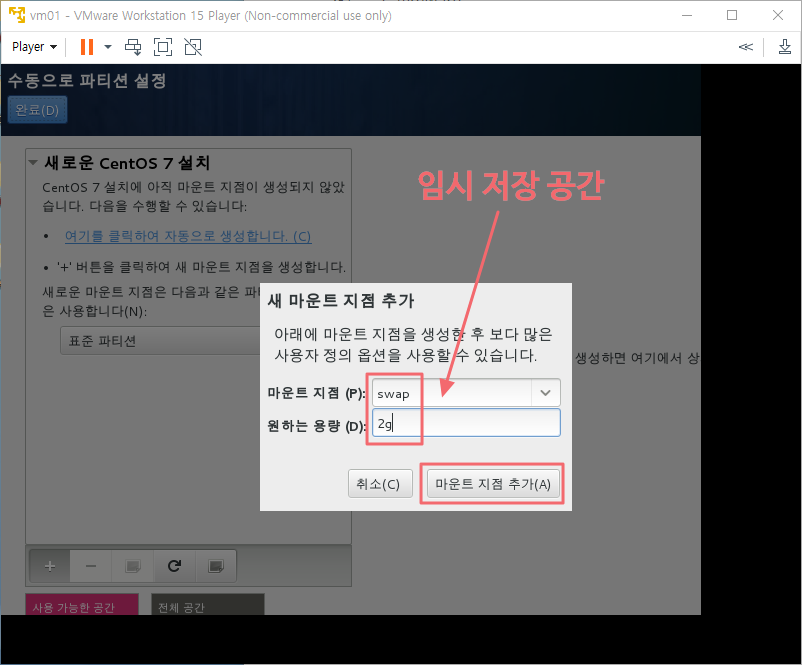 vm01 - VMware Workstation 15 Player (Non-commercial use only)
Player
수동으로 파티션 설정
완료(D)
새로운 CentOS 7 설치
CentOS 7 설치에 아직 마운트 지점이 생성되지 않았
습니다. 다음을 수행할 수 있습니다:
• 여기를 클릭하여 자동으로 생성합니다. (C)
• '+' 버튼을 클릭하여 새 마운트 지점을 생성합니다.
새로운 마운트 지점은 다음과 같은 파
은 사용합니다(N):
표준 파티션
임시 저장 공간
새 마운트 지점 추가
아래에 마운트 지점을 생성한 후 보다 많은
사용자 정의 옵션을 사용할 수 있습니다.
마운트 지점 (P): swap
원하는 용량 (D): 2g
취소(C) 마운트 지점 추가(A)
생성하면 여기에서 상
사용 가능한 공간
전체 공간